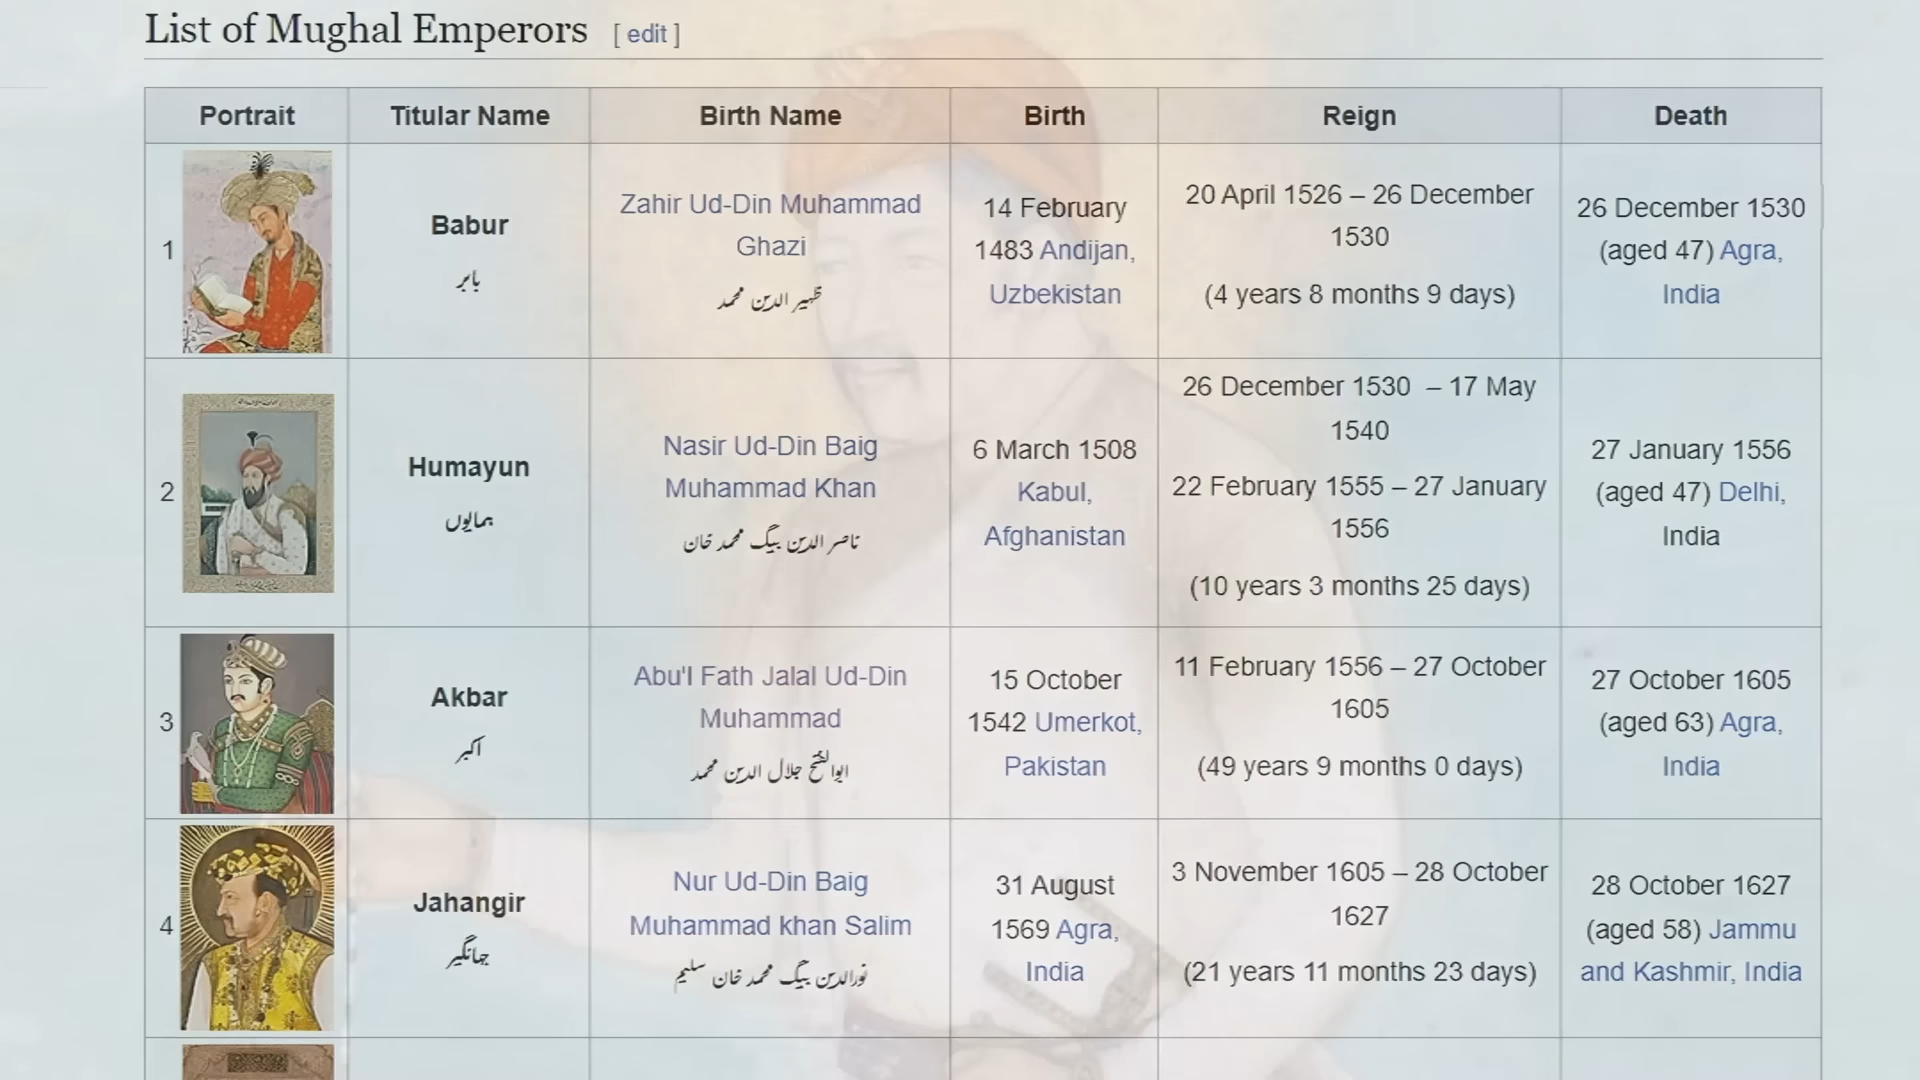 List of Mughal Emperors [ edit ]
Portrait Titular Name Birth Name Birth Reign Death
1
Babur
بابر
Zahir Ud-Din Muhammad
Ghazi
ظہیر الدین محمد
14 February
1483 Andijan,
Uzbekistan
20 April 1526 – 26 December
1530
(4 years 8 months 9 days)
26 December 1530
(aged 47) Agra,
India
2
Humayun
ہمایوں
Nasir Ud-Din Baig
Muhammad Khan
ناصر الدین بیگ محمد خان
6 March 1508
Kabul,
Afghanistan
26 December 1530 – 17 May
1540
22 February 1555 – 27 January
1556
(10 years 3 months 25 days)
27 January 1556
(aged 47) Delhi,
India
3
Akbar
اکبر
Abu'l Fath Jalal Ud-Din
Muhammad
ابوالفتح جلال الدین محمد
15 October
1542 Umerkot,
Pakistan
11 February 1556 – 27 October
1605
(49 years 9 months 0 days)
27 October 1605
(aged 63) Agra,
India
4
Jahangir
جہانگیر
Nur Ud-Din Baig
Muhammad khan Salim
نورالدین بیگ محمد خان سلیم
31 August
1569 Agra,
India
3 November 1605 – 28 October
1627
(21 years 11 months 23 days)
28 October 1627
(aged 58) Jammu
and Kashmir, India